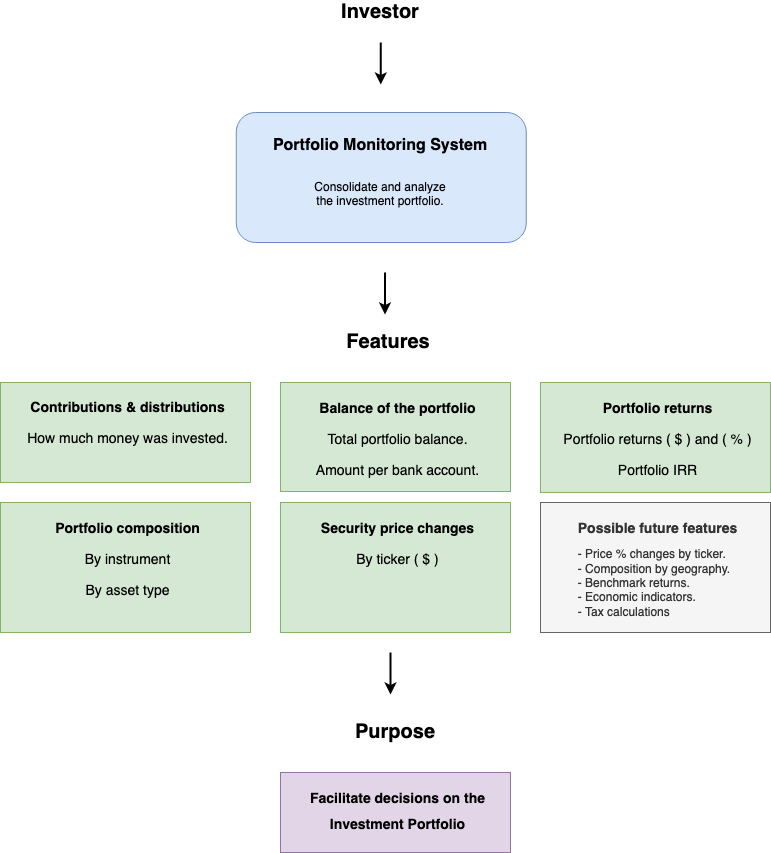 Investor
Portfolio Monitoring System
Consolidate and analyze
the investment portfolio.
Features
Contributions & distributions
How much money was invested.
Balance of the portfolio
Total portfolio balance.
Amount per bank account.
Portfolio returns
Portfolio returns ( $ ) and ( % )
Portfolio IRR
Portfolio composition
By instrument
By asset type
Security price changes
By ticker ( $ )
Possible future features
- Price % changes by ticker.
- Composition by geography.
- Benchmark returns.
- Economic indicators.
- Tax calculations
Purpose
Facilitate decisions on the
Investment Portfolio